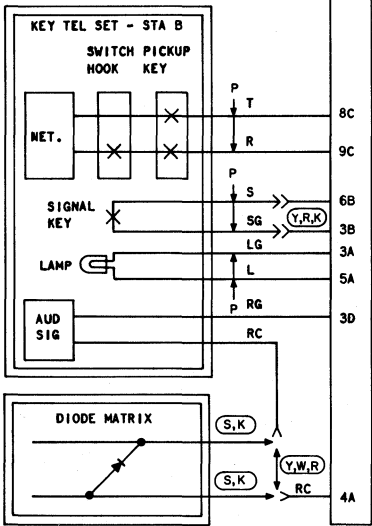 KEY TEL SET - STA B
SWITCH PICKUP
HOOK KEY
P
T
8C
NET.
R
9C
P
S
6B
SIGNAL
KEY
Y,R,K
SG
3B
LG
3A
LAMP
L
5A
P
RG
3D
AUD
SIG
RC
DIODE MATRIX
S,K
Y,W,R
S,K
RC
4A